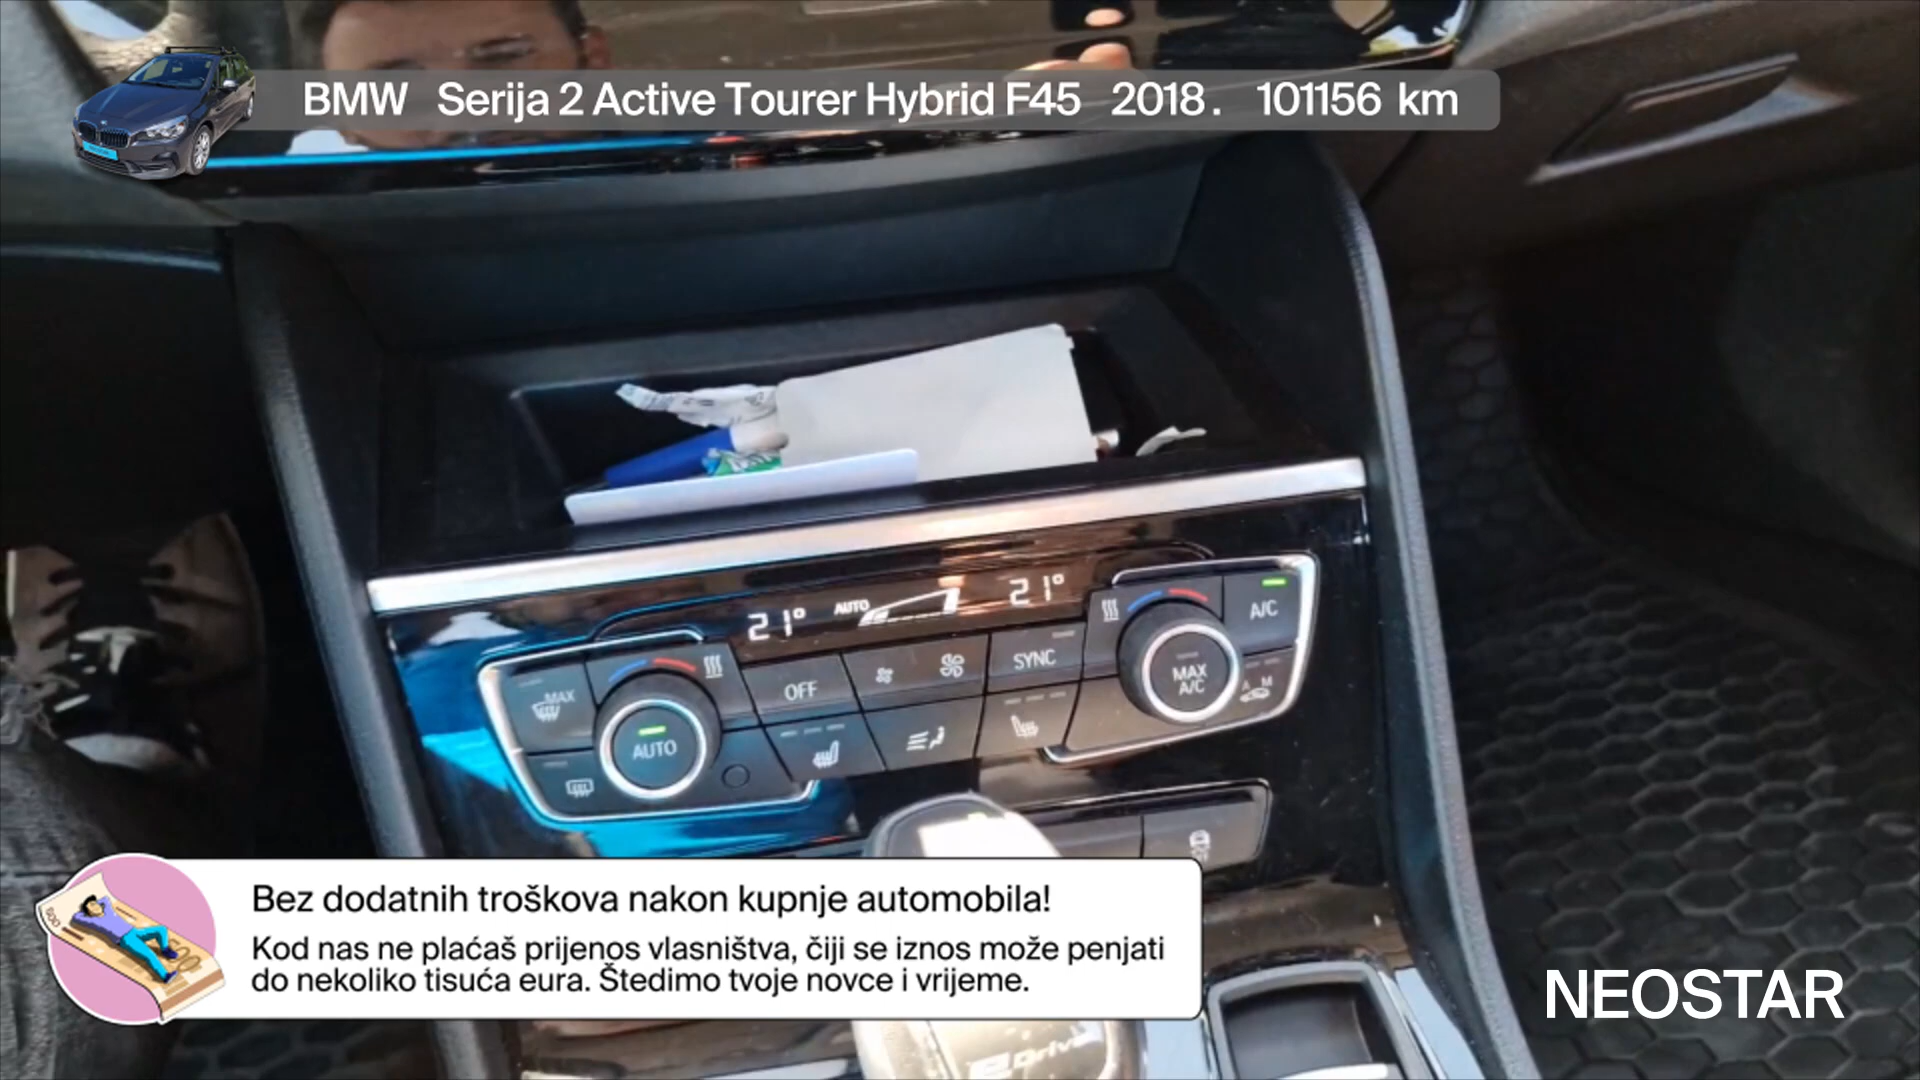 BMW Serija 2 Active Tourer Hybrid F45 2018. 101156 km
21° AUTO 21°
A/C
MAX
OFF
SYNC
MAX A/C
A M
AUTO
Bez dodatnih troškova nakon kupnje automobila!
Kod nas ne plaćaš prijenos vlasništva, čiji se iznos može penjati
do nekoliko tisuća eura. Štedimo tvoje novce i vrijeme.
NEOSTAR
eDrive